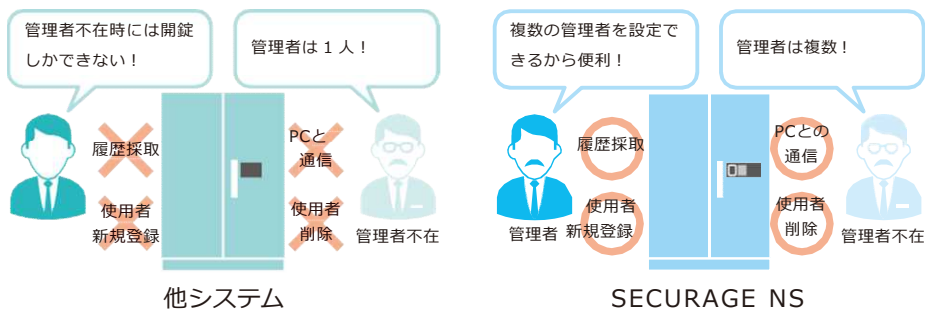 管理者不在時には開錠
しかできない！
管理者は 1 人！
履歴採取
PCと
通信
使用者
新規登録
使用者
削除
管理者不在
他システム
複数の管理者を設定で
きるから便利！
管理者は複数！
履歴採取
PCとの
通信
使用者
新規登録
使用者
削除
管理者
管理者不在
SECURAGE NS